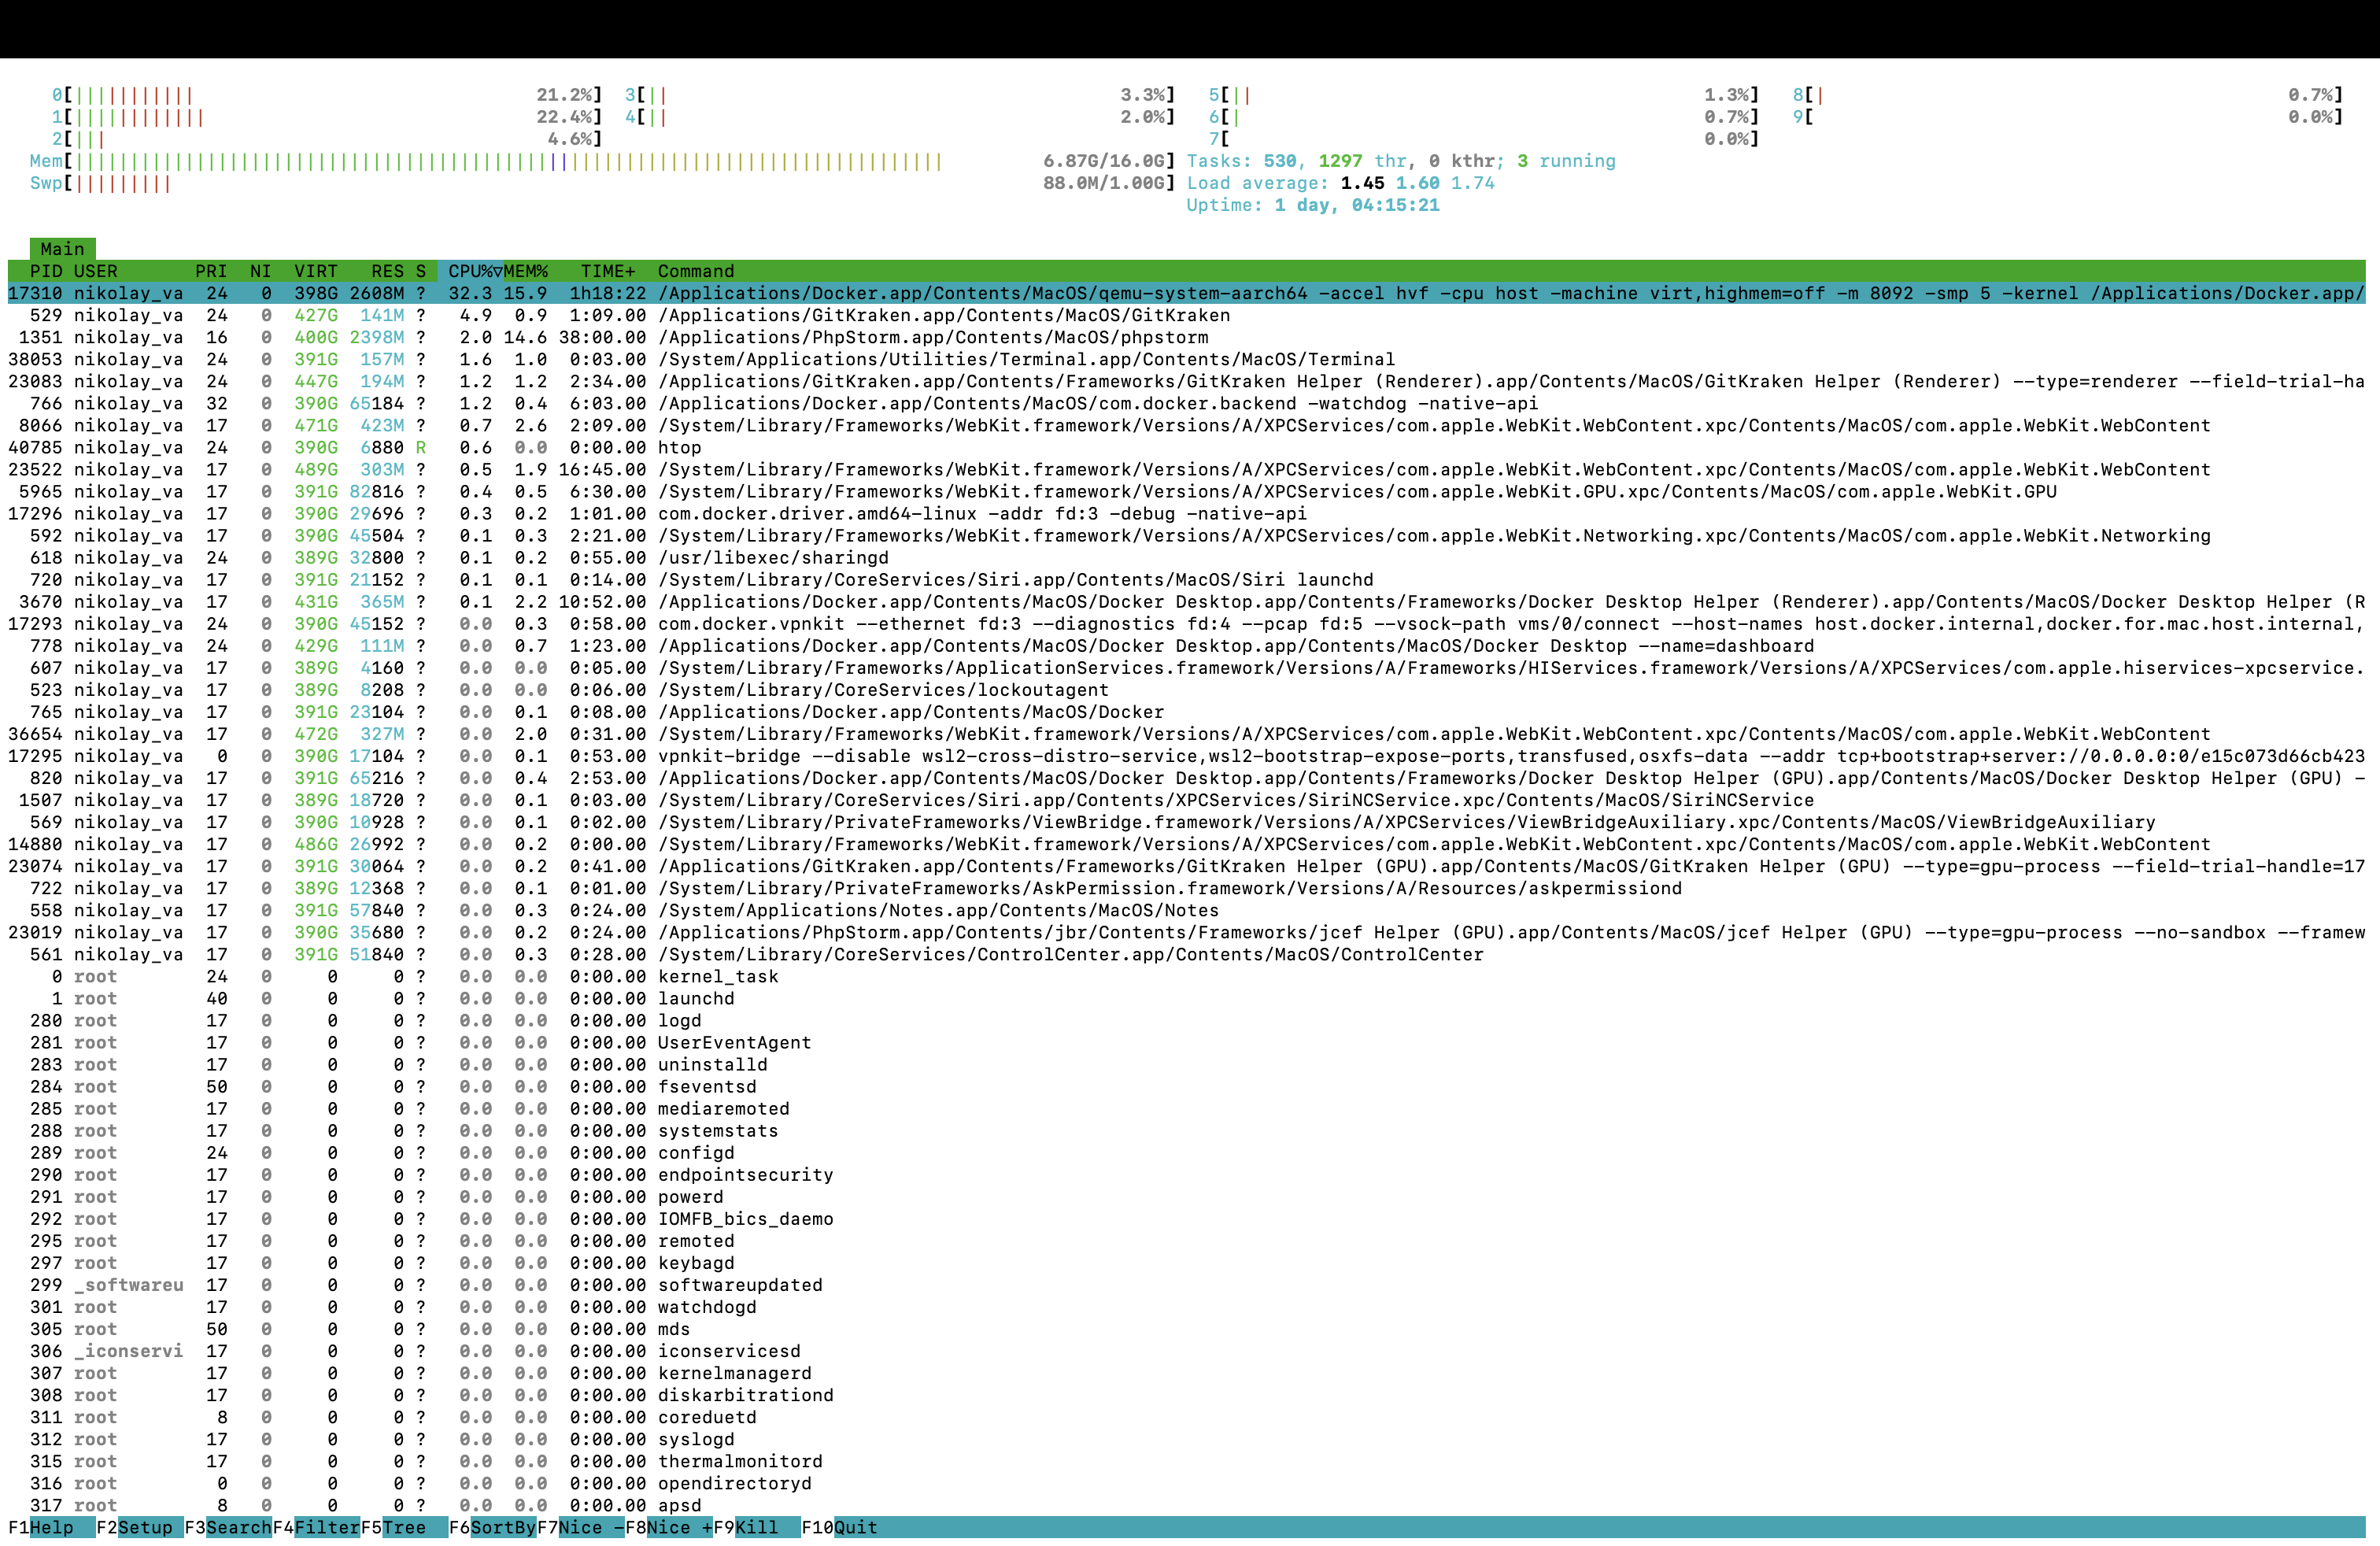 0[||||||||||| 21.2%] 3[|| 3.3%] 5[|| 1.3%] 8[| 0.7%]
1[|||||||||||| 22.4%] 4[|| 2.0%] 6[| 0.7%] 9[ 0.0%]
2[||| 4.6%] 7[ 0.0%]
Mem[ 6.87G/16.0G] Tasks: 530, 1297 thr, 0 kthr; 3 running
Swp[||||||||| 88.0M/1.00G] Load average: 1.45 1.60 1.74
Uptime: 1 day, 04:15:21
Main
PID USER PRI NI VIRT RES S CPU%▽MEM% TIME+ Command
17310 nikolay_va 24 0 398G 2608M ? 32.3 15.9 1h18:22 /Applications/Docker.app/Contents/MacOS/qemu-system-aarch64 -accel hvf -cpu host -machine virt,highmem=off -m 8092 -smp 5 -kernel /Applications/Docker.app/
529 nikolay_va 24 0 427G 141M ? 4.9 0.9 1:09.00 /Applications/GitKraken.app/Contents/MacOS/GitKraken
1351 nikolay_va 16 0 400G 2398M ? 2.0 14.6 38:00.00 /Applications/PhpStorm.app/Contents/MacOS/phpstorm
38053 nikolay_va 24 0 391G 157M ? 1.6 1.0 0:03.00 /System/Applications/Utilities/Terminal.app/Contents/MacOS/Terminal
23083 nikolay_va 24 0 447G 194M ? 1.2 1.2 2:34.00 /Applications/GitKraken.app/Contents/Frameworks/GitKraken Helper (Renderer).app/Contents/MacOS/GitKraken Helper (Renderer) --type=renderer --field-trial-ha
766 nikolay_va 32 0 390G 65184 ? 1.2 0.4 6:03.00 /Applications/Docker.app/Contents/MacOS/com.docker.backend -watchdog -native-api
8066 nikolay_va 17 0 471G 423M ? 0.7 2.6 2:09.00 /System/Library/Frameworks/WebKit.framework/Versions/A/XPCServices/com.apple.WebKit.WebContent.xpc/Contents/MacOS/com.apple.WebKit.WebContent
40785 nikolay_va 24 0 390G 6880 R 0.6 0.0 0:00.00 htop
23522 nikolay_va 17 0 489G 303M ? 0.5 1.9 16:45.00 /System/Library/Frameworks/WebKit.framework/Versions/A/XPCServices/com.apple.WebKit.WebContent.xpc/Contents/MacOS/com.apple.WebKit.WebContent
5965 nikolay_va 17 0 391G 82816 ? 0.4 0.5 6:30.00 /System/Library/Frameworks/WebKit.framework/Versions/A/XPCServices/com.apple.WebKit.GPU.xpc/Contents/MacOS/com.apple.WebKit.GPU
17296 nikolay_va 17 0 390G 29696 ? 0.3 0.2 1:01.00 com.docker.driver.amd64-linux -addr fd:3 -debug -native-api
592 nikolay_va 17 0 390G 45504 ? 0.1 0.3 2:21.00 /System/Library/Frameworks/WebKit.framework/Versions/A/XPCServices/com.apple.WebKit.Networking.xpc/Contents/MacOS/com.apple.WebKit.Networking
618 nikolay_va 24 0 389G 32800 ? 0.1 0.2 0:55.00 /usr/libexec/sharingd
720 nikolay_va 17 0 391G 21152 ? 0.1 0.1 0:14.00 /System/Library/CoreServices/Siri.app/Contents/MacOS/Siri launchd
3670 nikolay_va 17 0 431G 365M ? 0.1 2.2 10:52.00 /Applications/Docker.app/Contents/MacOS/Docker Desktop.app/Contents/Frameworks/Docker Desktop Helper (Renderer).app/Contents/MacOS/Docker Desktop Helper (R
17293 nikolay_va 24 0 390G 45152 ? 0.0 0.3 0:58.00 com.docker.vpnkit --ethernet fd:3 --diagnostics fd:4 --pcap fd:5 --vsock-path vms/0/connect --host-names host.docker.internal,docker.for.mac.host.internal,
778 nikolay_va 24 0 429G 111M ? 0.0 0.7 1:23.00 /Applications/Docker.app/Contents/MacOS/Docker Desktop.app/Contents/MacOS/Docker Desktop --name=dashboard
607 nikolay_va 17 0 389G 4160 ? 0.0 0.0 0:05.00 /System/Library/Frameworks/ApplicationServices.framework/Versions/A/Frameworks/HIServices.framework/Versions/A/XPCServices/com.apple.hiservices-xpcservice.
523 nikolay_va 17 0 389G 8208 ? 0.0 0.0 0:06.00 /System/Library/CoreServices/lockoutagent
765 nikolay_va 17 0 391G 23104 ? 0.0 0.1 0:08.00 /Applications/Docker.app/Contents/MacOS/Docker
36654 nikolay_va 17 0 472G 327M ? 0.0 2.0 0:31.00 /System/Library/Frameworks/WebKit.framework/Versions/A/XPCServices/com.apple.WebKit.WebContent.xpc/Contents/MacOS/com.apple.WebKit.WebContent
17295 nikolay_va 0 0 390G 17104 ? 0.0 0.1 0:53.00 vpnkit-bridge --disable wsl2-cross-distro-service,wsl2-bootstrap-expose-ports,transfused,osxfs-data --addr tcp+bootstrap+server://0.0.0.0:0/e15c073d66cb423
820 nikolay_va 17 0 391G 65216 ? 0.0 0.4 2:53.00 /Applications/Docker.app/Contents/MacOS/Docker Desktop.app/Contents/Frameworks/Docker Desktop Helper (GPU).app/Contents/MacOS/Docker Desktop Helper (GPU) -
1507 nikolay_va 17 0 389G 18720 ? 0.0 0.1 0:03.00 /System/Library/CoreServices/Siri.app/Contents/XPCServices/SiriNCService.xpc/Contents/MacOS/SiriNCService
569 nikolay_va 17 0 390G 10928 ? 0.0 0.1 0:02.00 /System/Library/PrivateFrameworks/ViewBridge.framework/Versions/A/XPCServices/ViewBridgeAuxiliary.xpc/Contents/MacOS/ViewBridgeAuxiliary
14880 nikolay_va 17 0 486G 26992 ? 0.0 0.2 0:00.00 /System/Library/Frameworks/WebKit.framework/Versions/A/XPCServices/com.apple.WebKit.WebContent.xpc/Contents/MacOS/com.apple.WebKit.WebContent
23074 nikolay_va 17 0 391G 30064 ? 0.0 0.2 0:41.00 /Applications/GitKraken.app/Contents/Frameworks/GitKraken Helper (GPU).app/Contents/MacOS/GitKraken Helper (GPU) --type=gpu-process --field-trial-handle=17
722 nikolay_va 17 0 389G 12368 ? 0.0 0.1 0:01.00 /System/Library/PrivateFrameworks/AskPermission.framework/Versions/A/Resources/askpermissiond
558 nikolay_va 17 0 391G 57840 ? 0.0 0.3 0:24.00 /System/Applications/Notes.app/Contents/MacOS/Notes
23019 nikolay_va 17 0 390G 35680 ? 0.0 0.2 0:24.00 /Applications/PhpStorm.app/Contents/jbr/Contents/Frameworks/jcef Helper (GPU).app/Contents/MacOS/jcef Helper (GPU) --type=gpu-process --no-sandbox --framew
561 nikolay_va 17 0 391G 51840 ? 0.0 0.3 0:28.00 /System/Library/CoreServices/ControlCenter.app/Contents/MacOS/ControlCenter
0 root 24 0 0 0 ? 0.0 0.0 0:00.00 kernel_task
1 root 40 0 0 0 ? 0.0 0.0 0:00.00 launchd
280 root 17 0 0 0 ? 0.0 0.0 0:00.00 logd
281 root 17 0 0 0 ? 0.0 0.0 0:00.00 UserEventAgent
283 root 17 0 0 0 ? 0.0 0.0 0:00.00 uninstalld
284 root 50 0 0 0 ? 0.0 0.0 0:00.00 fseventsd
285 root 17 0 0 0 ? 0.0 0.0 0:00.00 mediaremoted
288 root 17 0 0 0 ? 0.0 0.0 0:00.00 systemstats
289 root 24 0 0 0 ? 0.0 0.0 0:00.00 configd
290 root 17 0 0 0 ? 0.0 0.0 0:00.00 endpointsecurity
291 root 17 0 0 0 ? 0.0 0.0 0:00.00 powerd
292 root 17 0 0 0 ? 0.0 0.0 0:00.00 IOMFB_bics_daemo
295 root 17 0 0 0 ? 0.0 0.0 0:00.00 remoted
297 root 17 0 0 0 ? 0.0 0.0 0:00.00 keybagd
299 _softwareu 17 0 0 0 ? 0.0 0.0 0:00.00 softwareupdated
301 root 17 0 0 0 ? 0.0 0.0 0:00.00 watchdogd
305 root 50 0 0 0 ? 0.0 0.0 0:00.00 mds
306 _iconservi 17 0 0 0 ? 0.0 0.0 0:00.00 iconservicesd
307 root 17 0 0 0 ? 0.0 0.0 0:00.00 kernelmanagerd
308 root 17 0 0 0 ? 0.0 0.0 0:00.00 diskarbitrationd
311 root 8 0 0 0 ? 0.0 0.0 0:00.00 coreduetd
312 root 17 0 0 0 ? 0.0 0.0 0:00.00 syslogd
315 root 17 0 0 0 ? 0.0 0.0 0:00.00 thermalmonitord
316 root 0 0 0 0 ? 0.0 0.0 0:00.00 opendirectoryd
317 root 8 0 0 0 ? 0.0 0.0 0:00.00 apsd
F1Help F2Setup F3SearchF4FilterF5Tree F6SortByF7Nice -F8Nice +F9Kill F10Quit